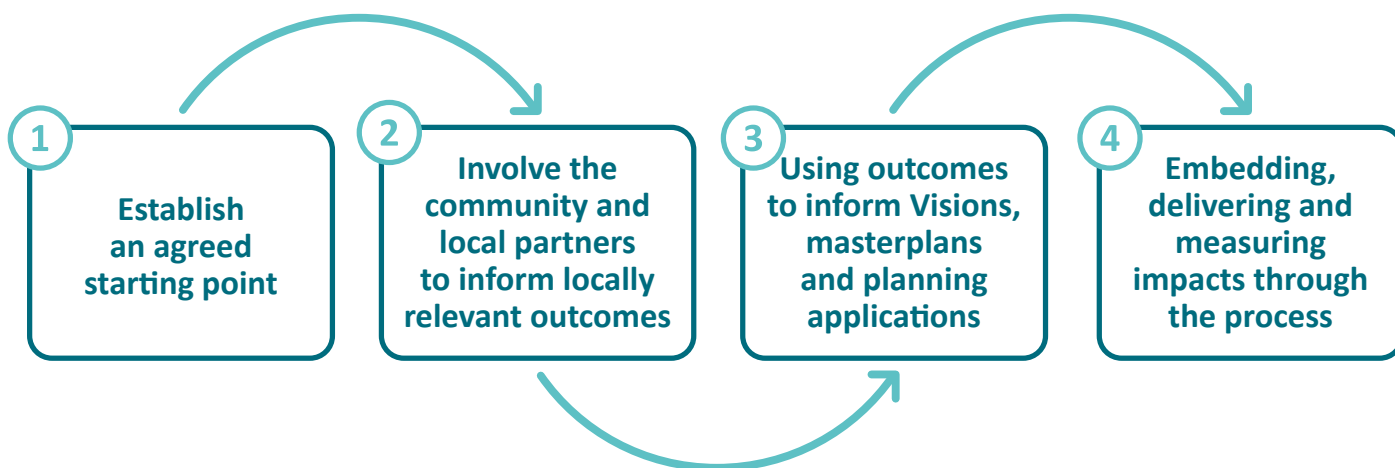 1
Establish
an agreed
starting point
2
Involve the
community and
local partners
to inform locally
relevant outcomes
3
Using outcomes
to inform Visions,
masterplans
and planning
applications
4
Embedding,
delivering and
measuring
impacts through
the process